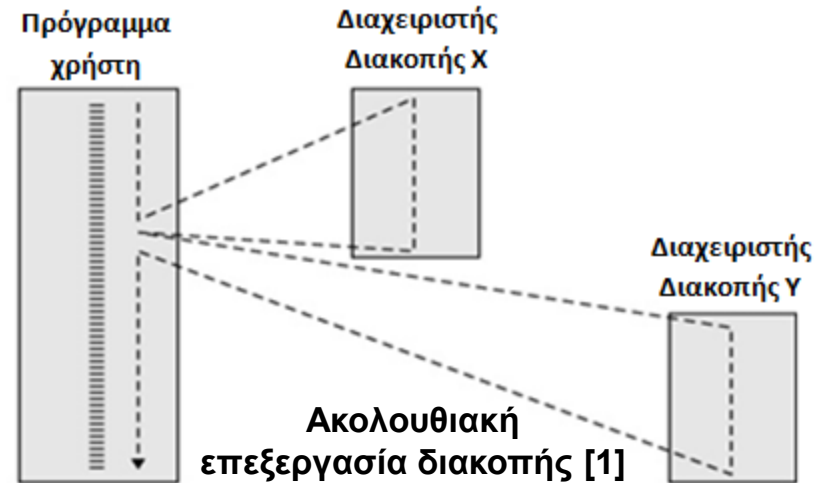 Πρόγραμμα
χρήστη
Διαχειριστής
Διακοπής X
Διαχειριστής
Διακοπής Y
Ακολουθιακή
επεξεργασία διακοπής [1]